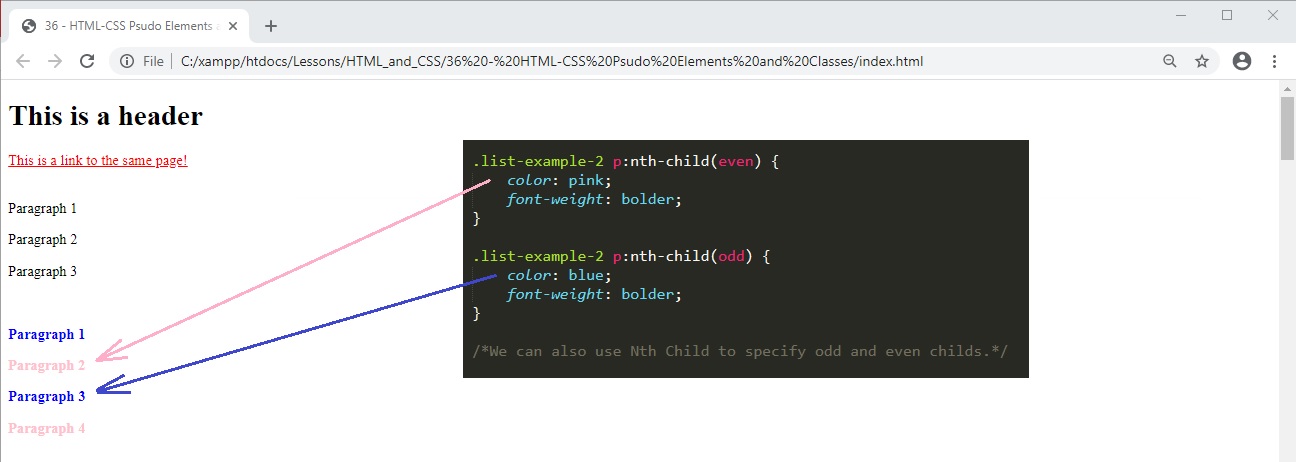 36 - HTML-CSS Psudo Elements
File
C:/xampp/htdocs/Lessons/HTML_and_CSS/36%20-%20HTML-CSS%20Psudo%20Elements%20and%20Classes/index.html
This is a header
This is a link to the same page!
Paragraph 1
Paragraph 2
Paragraph 3
Paragraph 1
Paragraph 2
Paragraph 3
Paragraph 4
.list-example-2 p:nth-child(even) {
color: pink;
font-weight: bolder;
}
.list-example-2 p:nth-child(odd) {
color: blue;
font-weight: bolder;
}
/*We can also use Nth Child to specify odd and even childs.*/